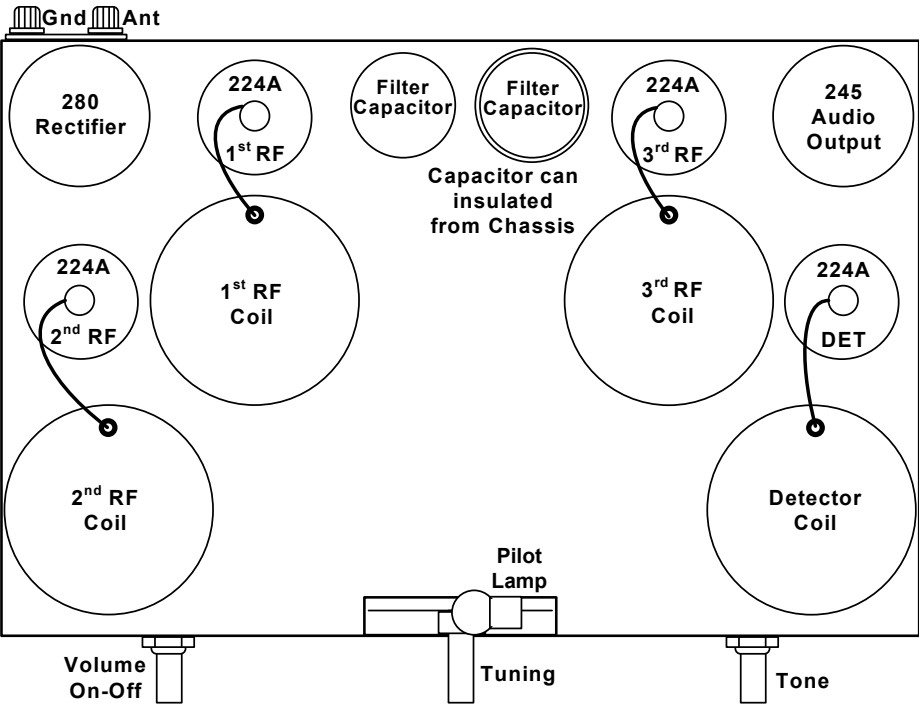 Gnd Ant
280
Rectifier
224A
1st RF
Filter
Capacitor
Filter
Capacitor
Capacitor can
insulated
from Chassis
224A
3rd RF
245
Audio
Output
224A
2nd RF
1st RF
Coil
3rd RF
Coil
224A
DET
2nd RF
Coil
Detector
Coil
Pilot
Lamp
Volume
On-Off
Tuning
Tone